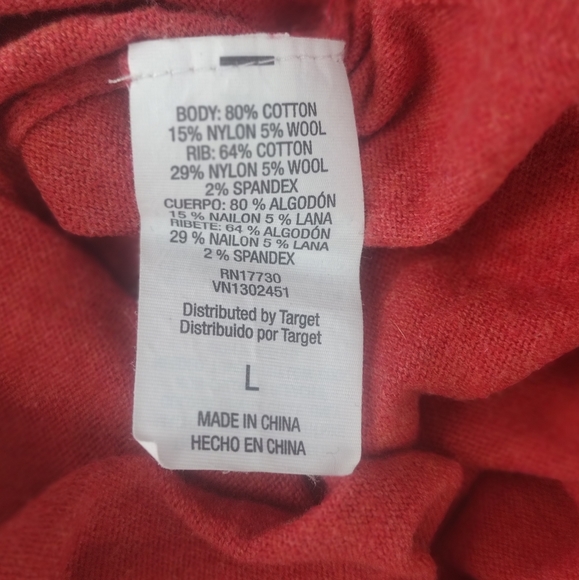 BODY: 80% COTTON
15% NYLON 5% WOOL
RIB: 64% COTTON
29% NYLON 5% WOOL
2% SPANDEX
CUERPO: 80 % ALGODÓN
15 % NAILON 5 % LANA
RIBETE: 64 % ALGODÓN
29 % NAILON 5 % LANA
2 % SPANDEX
RN17730
VN1302451
Distributed by Target
Distribuido por Target
L
MADE IN CHINA
HECHO EN CHINA